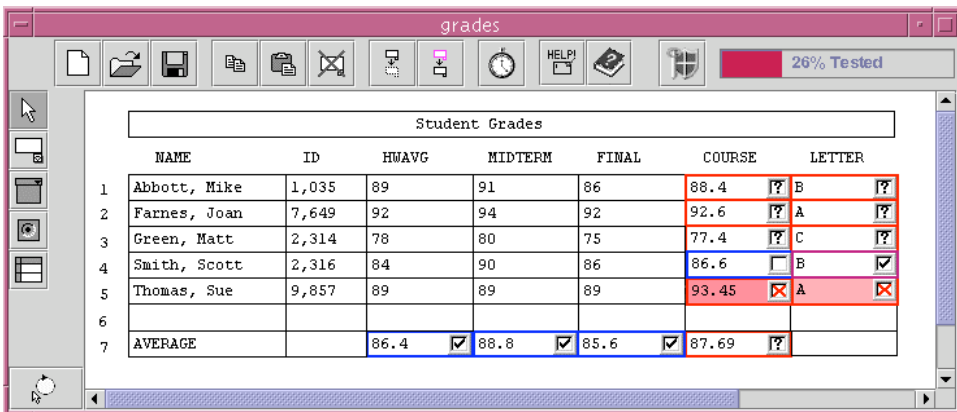 grades
HELP!
26% Tested
Student Grades
NAME ID HWAVG MIDTERM FINAL COURSE LETTER
1 Abbott, Mike 1,035 89 91 86 88.4 ? B ?
2 Farnes, Joan 7,649 92 94 92 92.6 ? A ?
3 Green, Matt 2,314 78 80 75 77.4 ? C ?
4 Smith, Scott 2,316 84 90 86 86.6 B
5 Thomas, Sue 9,857 89 89 89 93.45 A
6
7 AVERAGE 86.4 88.8 85.6 87.69 ?